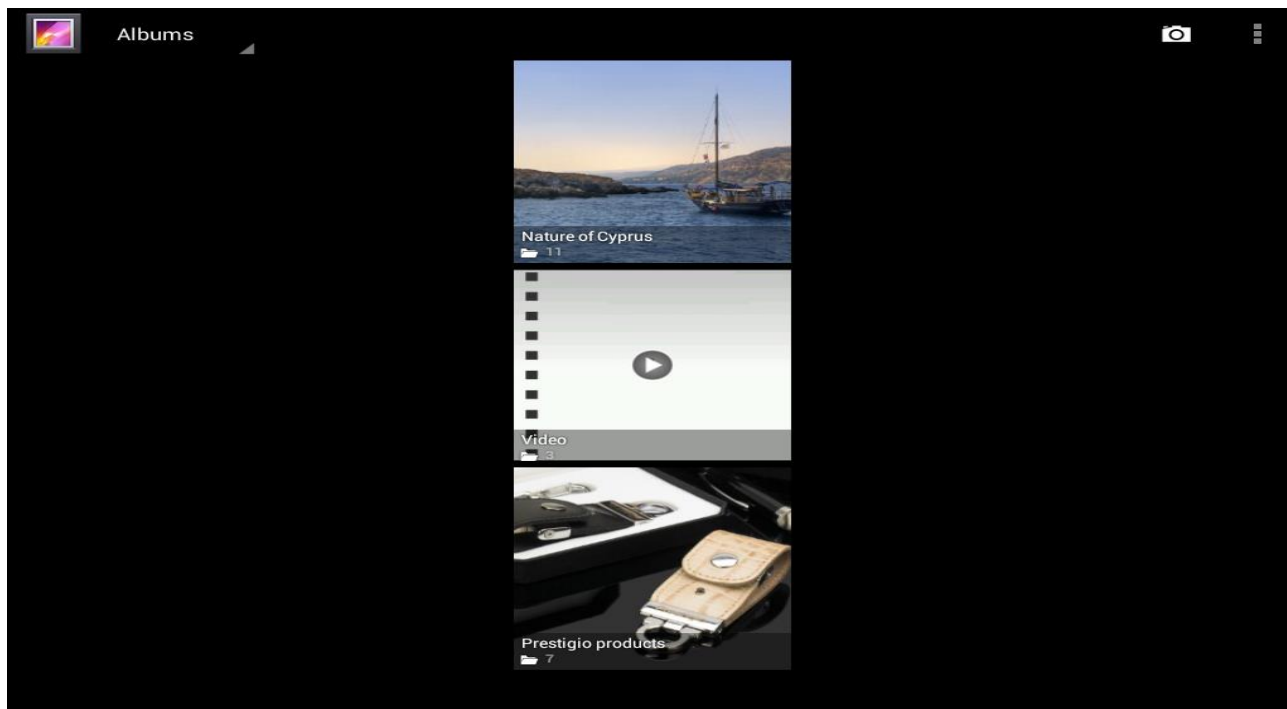 Albums
Nature of Cyprus
11
Video
3
Prestigio products
7